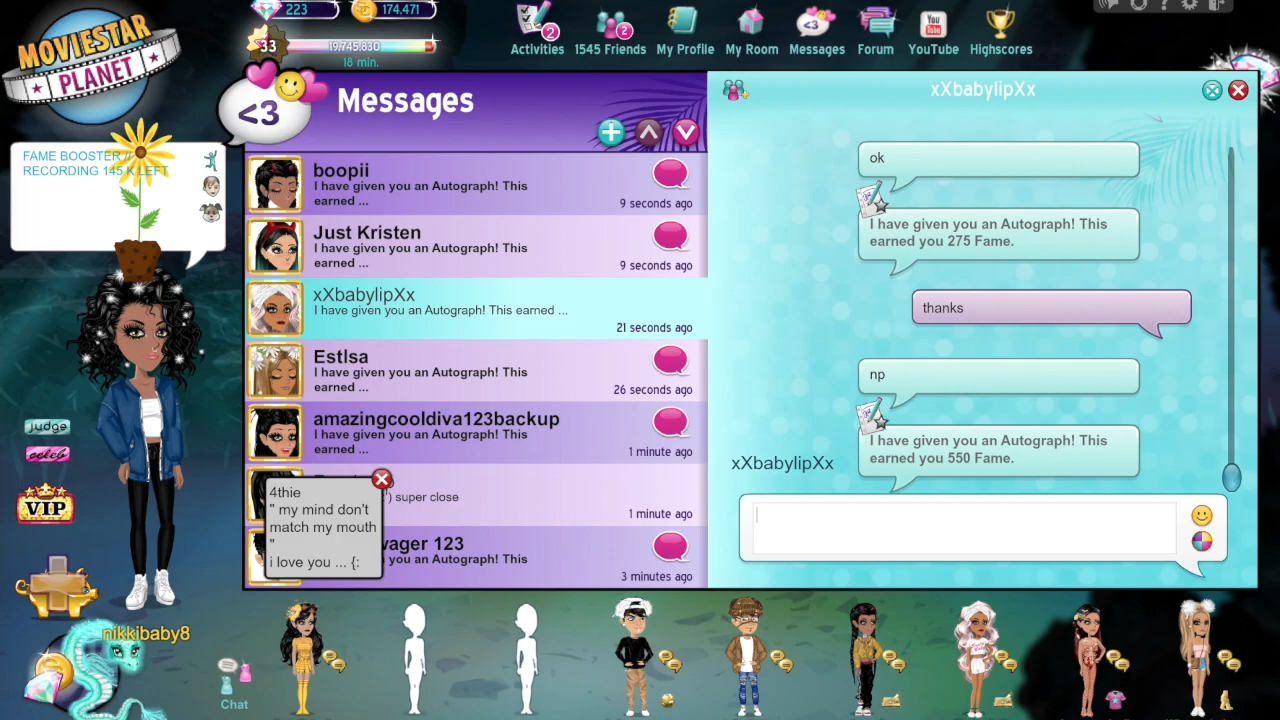 MOVIESTAR
PLANET
223
174,471
33
19,745,830
18 min.
2
Activities
2
1545 Friends
My Profile
My Room
<3
Messages
Forum
You
Tube
YouTube
Highscores
<3
Messages
FAME BOOSTER //
RECORDING 145 K LEFT
boopii
I have given you an Autograph! This
earned ...
9 seconds ago
Just Kristen
I have given you an Autograph! This
earned ...
9 seconds ago
xXbabylipXx
I have given you an Autograph! This earned ...
21 seconds ago
Estlsa
I have given you an Autograph! This
earned ...
26 seconds ago
amazingcooldiva123backup
I have given you an Autograph! This
earned ...
1 minute ago
') super close
1 minute ago
vager 123
you an Autograph! This
3 minutes ago
4thie
" my mind don't
match my mouth
"
i love you ... {:
xXbabylipXx
ok
I have given you an Autograph! This
earned you 275 Fame.
thanks
np
I have given you an Autograph! This
earned you 550 Fame.
xXbabylipXx
judge
celeb
VIP
nikkibaby8
Chat